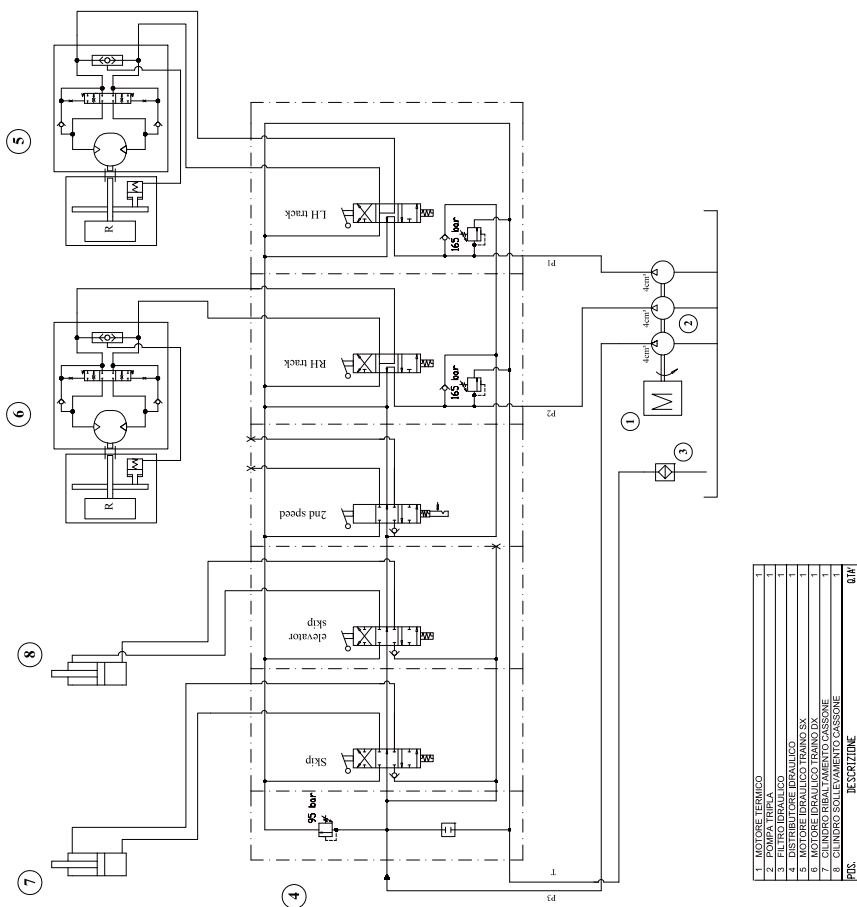 5
6
8
7
4
R
R
LH track
165 bar
P1
RH track
165 bar
P2
2nd speed
elevator
skip
Skip
95 bar
T
P3
4cm³
4cm³
4cm³
2
1
M
3
1 MOTORE TERMICO 1
2 POMPA TRIPLA 1
3 FILTRO IDRAULICO 1
4 DISTRIBUTORE IDRAULICO 1
5 MOTORE IDRAULICO TRAINO SX 1
6 MOTORE IDRAULICO TRAINO DX 1
7 CILINDRO RIBALTAMENTO CASSONE 1
8 CILINDRO SOLLEVAMENTO CASSONE 1
POS. DESCRIZIONE Q.TA'